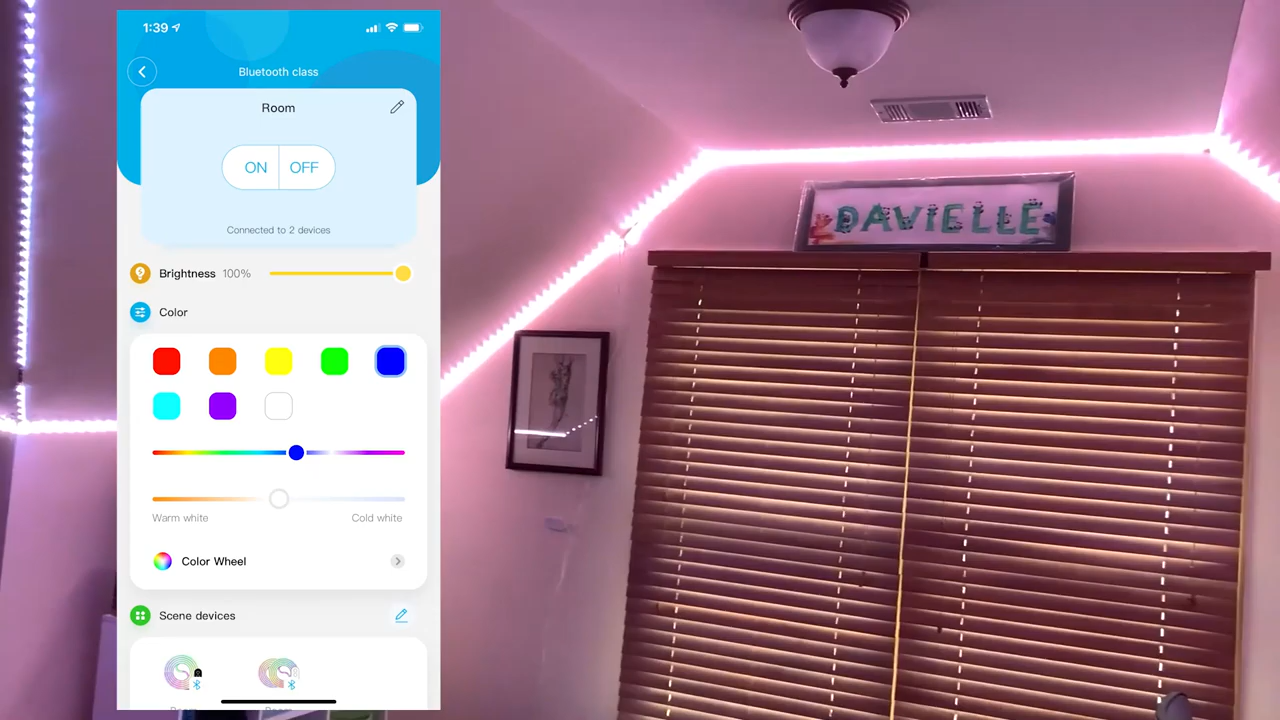 1:39
Bluetooth class
Room
ON OFF
Connected to 2 devices
Brightness 100%
Color
Warm white Cold white
Color Wheel
Scene devices
DAVIELLE